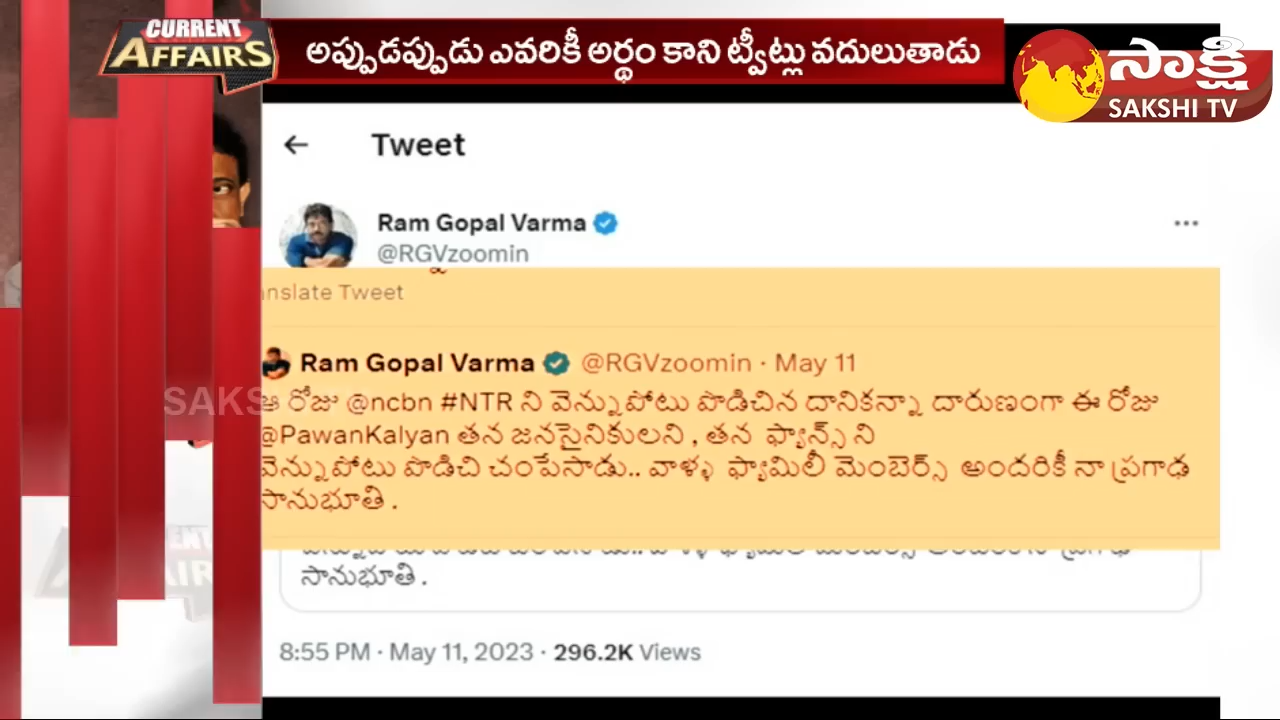 CURRENT
AFFAIRS
అప్పుడప్పుడు ఎవరికీ అర్థం కాని ట్వీట్లు వదులుతాడు
సాక్షి
SAKSHI TV
Tweet
Ram Gopal Varma
@RGVzoomin
anslate Tweet
Ram Gopal Varma @RGVzoomin · May 11
ఆ రోజు @ncbn #NTR ని వెన్నుపోటు పొడిచిన దానికన్నా దారుణంగా ఈ రోజు
@PawanKalyan తన జనసైనికులని , తన ఫ్యాన్స్ ని
వెన్నుపోటు పొడిచి చంపేసాడు.. వాళ్ళ ఫ్యామిలీ మెంబెర్స్ అందరికీ నా ప్రగాఢ
సానుభూతి .
సానుభూతి .
8:55 PM · May 11, 2023 · 296.2K Views